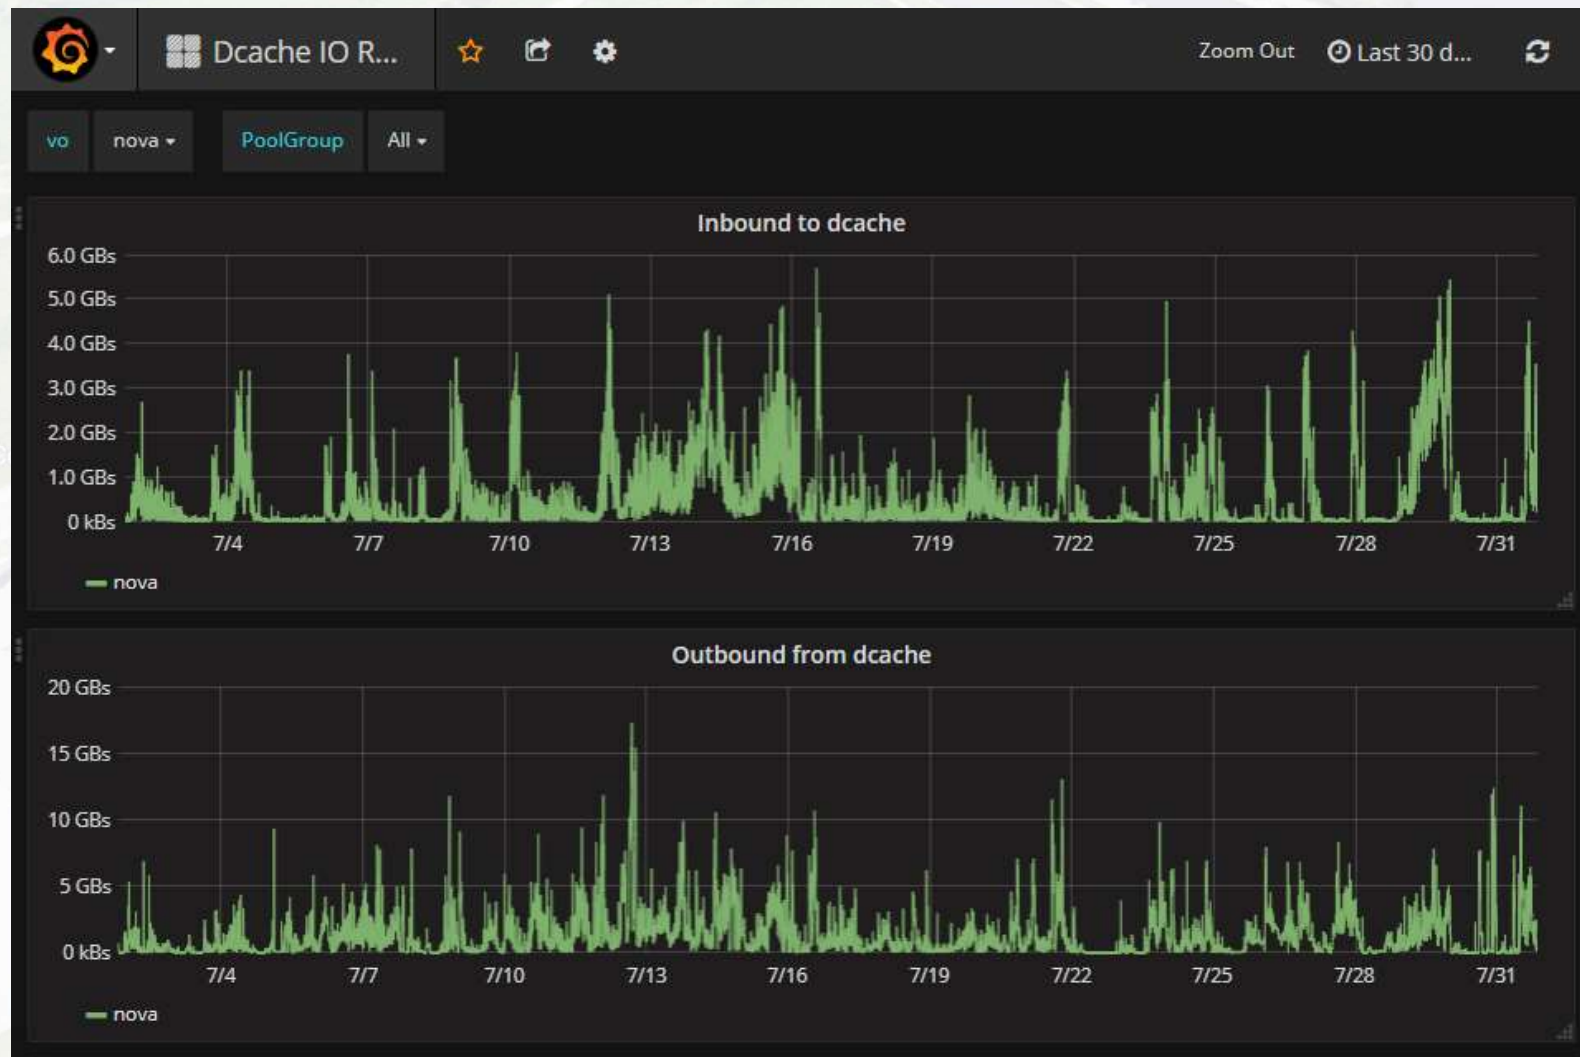 Dcache IO R...
Zoom Out Last 30 d...
vo nova PoolGroup All
Inbound to dcache
6.0 GBs
5.0 GBs
4.0 GBs
3.0 GBs
2.0 GBs
1.0 GBs
0 kBs
7/4 7/7 7/10 7/13 7/16 7/19 7/22 7/25 7/28 7/31
nova
Outbound from dcache
20 GBs
15 GBs
10 GBs
5 GBs
0 kBs
7/4 7/7 7/10 7/13 7/16 7/19 7/22 7/25 7/28 7/31
nova